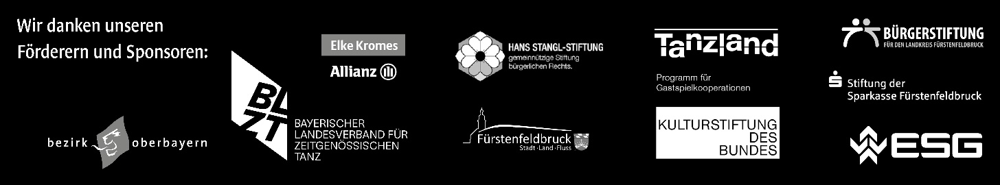 Wir danken unseren
Förderern und Sponsoren:
bezirk oberbayern
BL
ZT
BAYERISCHER
LANDESVERBAND FÜR
ZEITGENÖSSISCHEN
TANZ
Elke Kromes
Allianz
HANS STANGL-STIFTUNG
gemeinnützige Stiftung
bürgerlichen Rechts.
Fürstenfeldbruck
Stadt·Land·Fluss
Tanzland
Programm für
Gastspielkooperationen
KULTURSTIFTUNG
DES
BUNDES
BÜRGERSTIFTUNG
FÜR DEN LANDKREIS FÜRSTENFELDBRUCK
Stiftung der
Sparkasse Fürstenfeldbruck
ESG